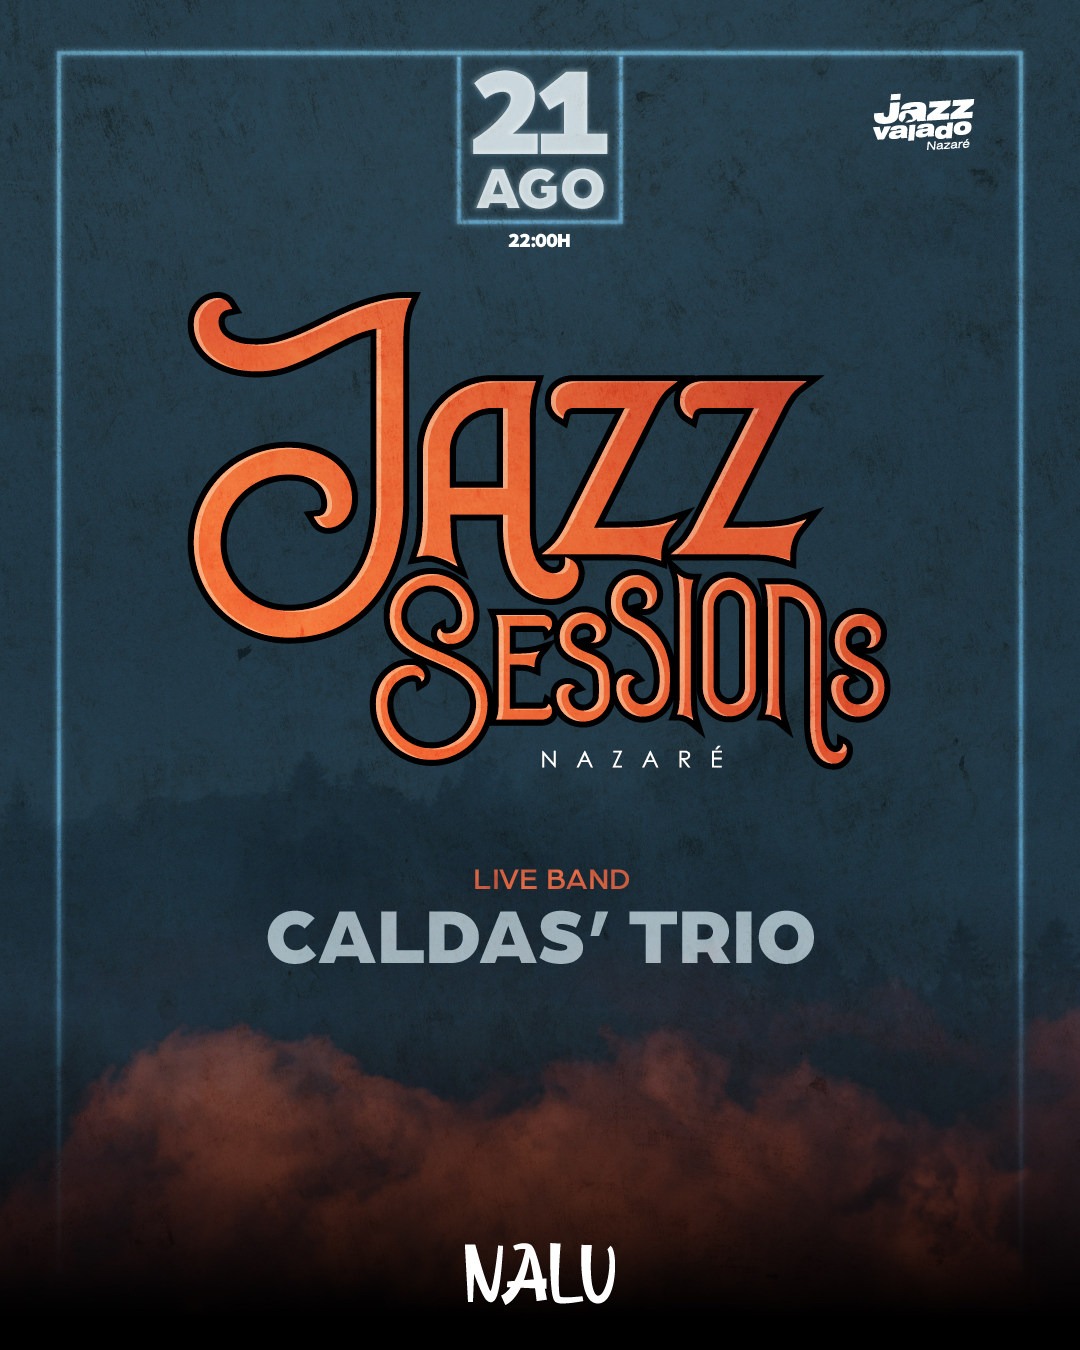 21
AGO
22:00H
jazz
valado
Nazaré
JAZZ
SESSIONS
NAZARÉ
LIVE BAND
CALDAS' TRIO
NALU